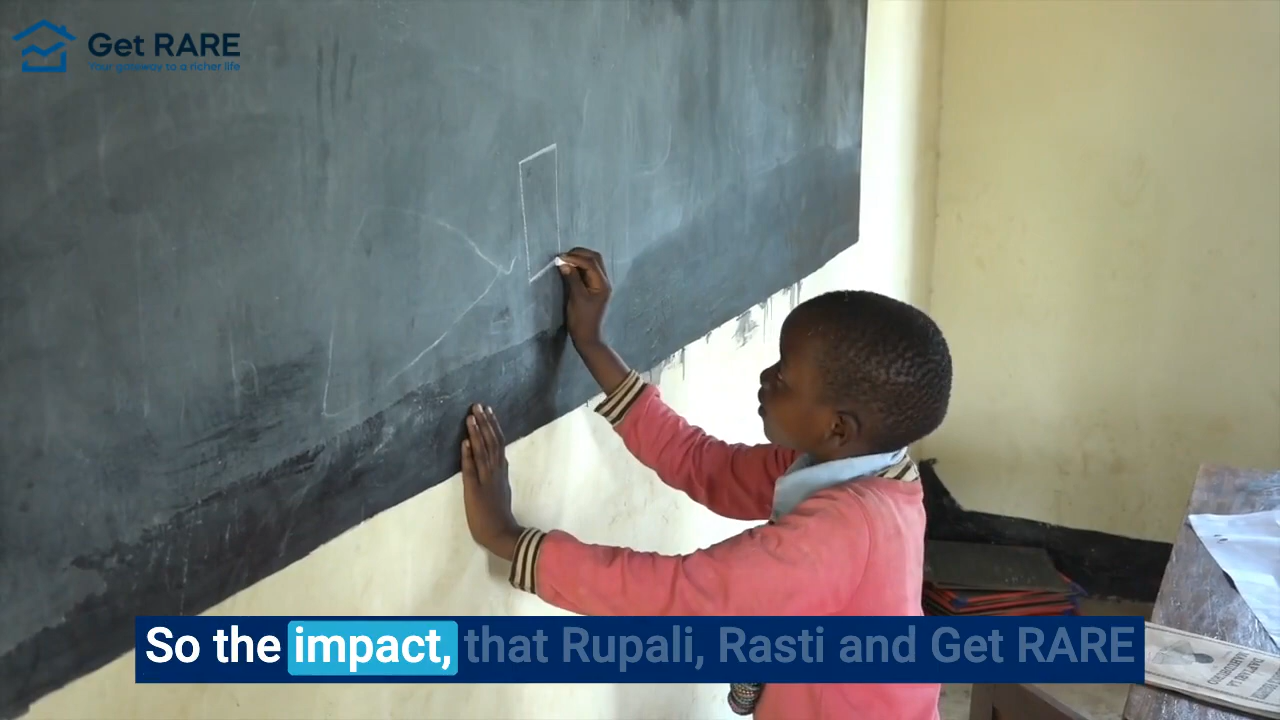 Get RARE
Your gateway to a richer life
So the impact, that Rupali, Rasti and Get RARE